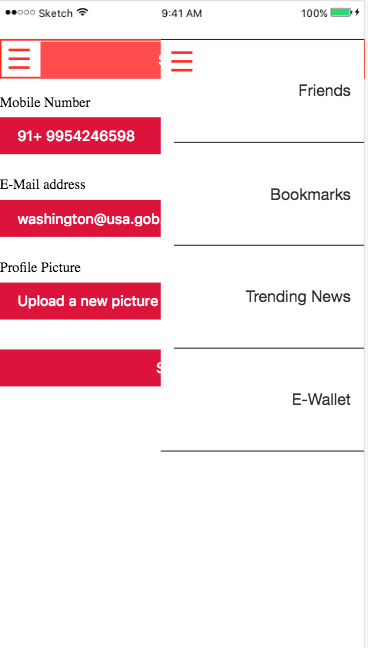 Sketch 9:41 AM 100%
Mobile Number
91+ 9954246598
E-Mail address
washington@usa.gob
Profile Picture
Upload a new picture
Friends
Bookmarks
Trending News
E-Wallet